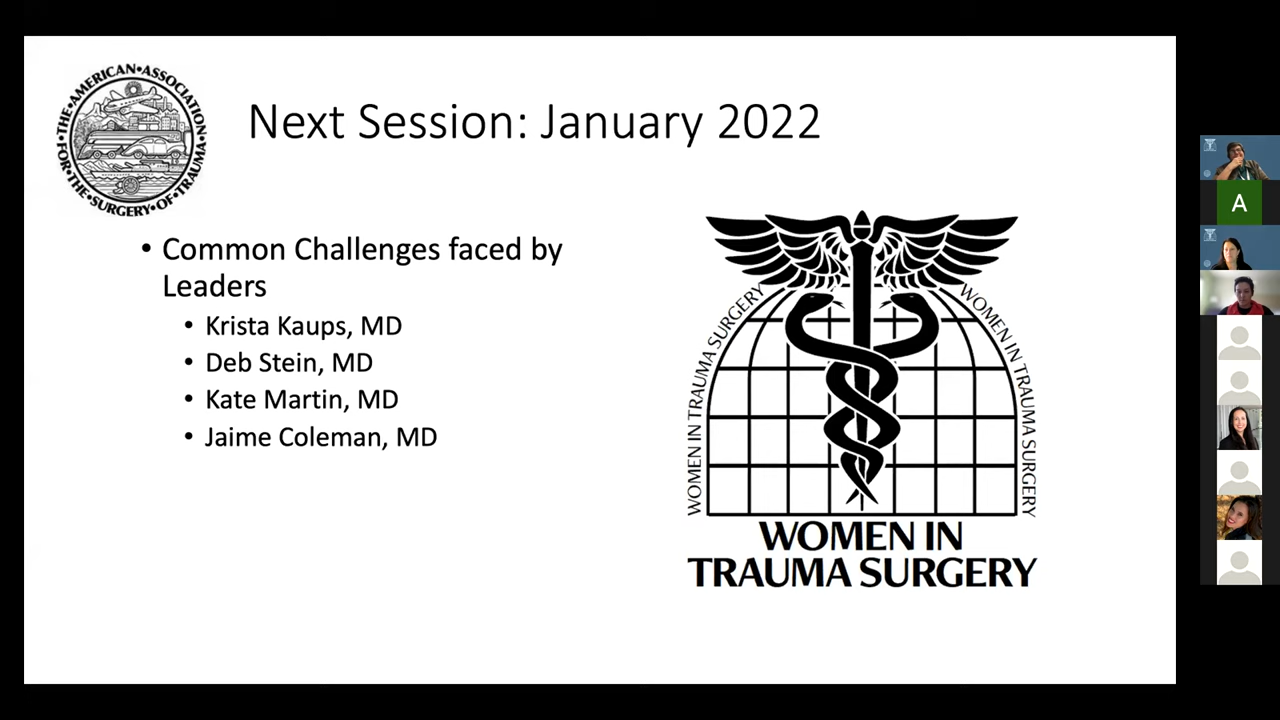 THE•AMERICAN•ASSOCIATION•FOR•THE•SURGERY•OF•TRAUMA•
Next Session: January 2022
• Common Challenges faced by
Leaders
• Krista Kaups, MD
• Deb Stein, MD
• Kate Martin, MD
• Jaime Coleman, MD
WOMEN IN TRAUMA SURGERY
WOMEN IN TRAUMA SURGERY
WOMEN IN
TRAUMA SURGERY
A